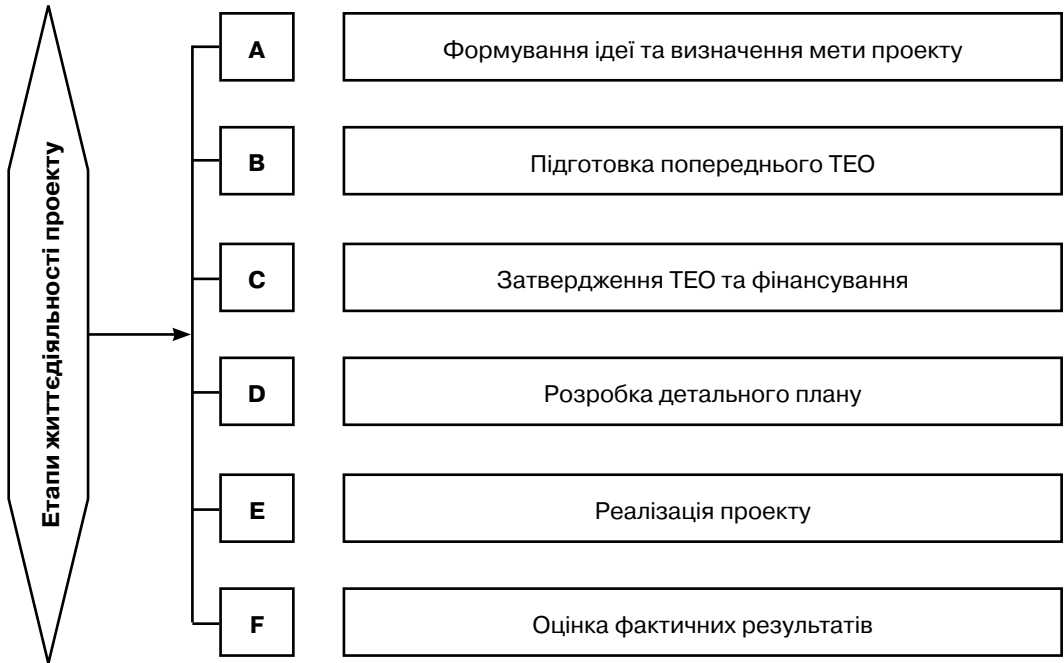 Етапи життєдіяльності проекту
A
Формування ідеї та визначення мети проекту
B
Підготовка попереднього ТЕО
C
Затвердження ТЕО та фінансування
D
Розробка детального плану
E
Реалізація проекту
F
Оцінка фактичних результатів